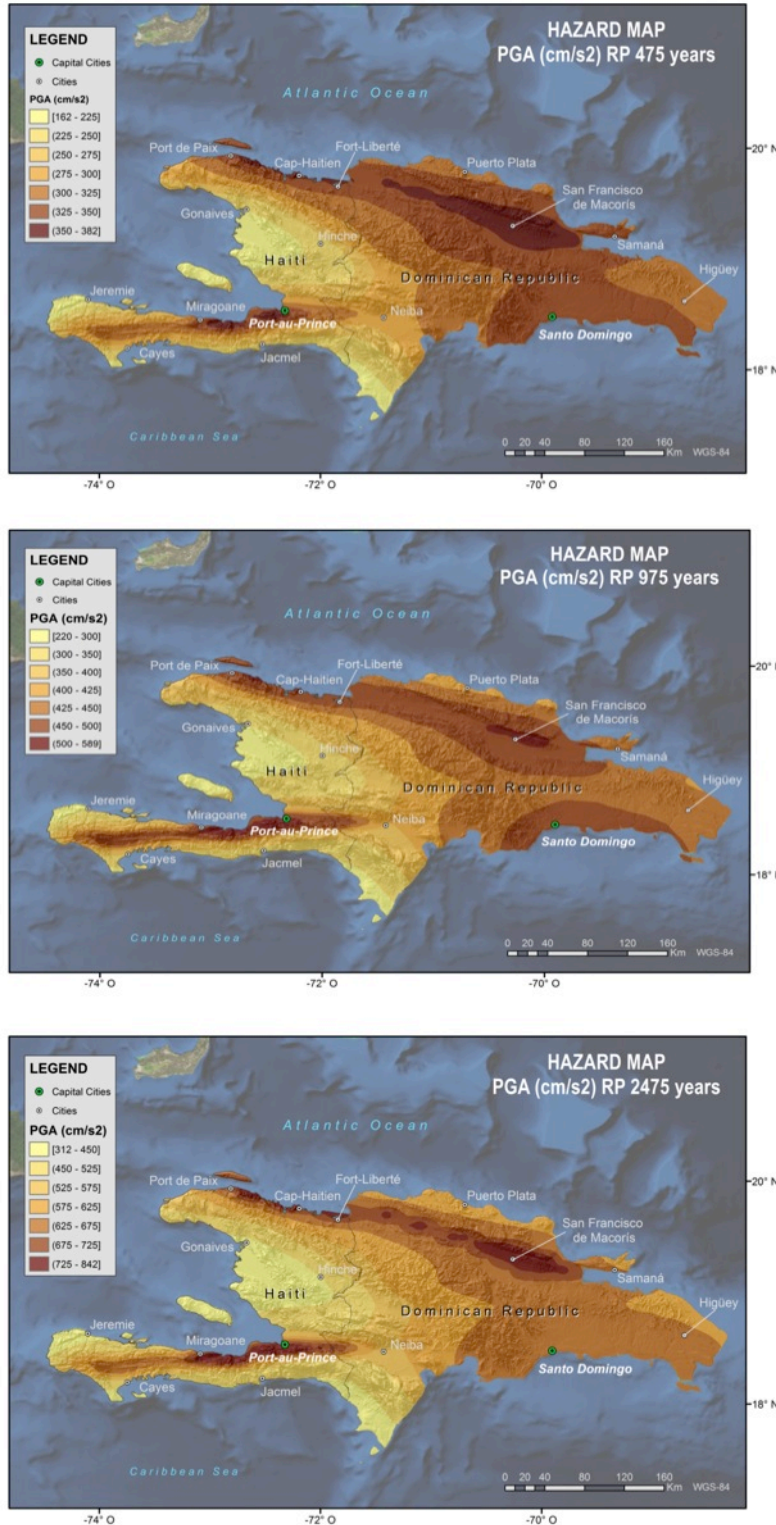 HAZARD MAP
PGA (cm/s2) RP 475 years
LEGEND
Capital Cities
Cities
PGA (cm/s2)
[162 - 225]
(225 - 250]
(250 - 275]
(275 - 300]
(300 - 325]
(325 - 350]
(350 - 382]
Atlantic Ocean
Port de Paix
Fort-Liberté
Cap-Haitien
Puerto Plata
20° N
San Francisco
de Macorís
Gonaives
Hinche
Samaná
Haiti
Dominican Republic
Higüey
Jeremie
Miragoane
Port-au-Prince
Neiba
Santo Domingo
Cayes
Jacmel
18° N
Caribbean Sea
0 20 40 80 120 160
Km
WGS-84
-74° O
-72° O
-70° O
HAZARD MAP
PGA (cm/s2) RP 975 years
LEGEND
Capital Cities
Cities
PGA (cm/s2)
[220 - 300]
(300 - 350]
(350 - 400]
(400 - 425]
(425 - 450]
(450 - 500]
(500 - 589]
Atlantic Ocean
Port de Paix
Fort-Liberté
Cap-Haitien
Puerto Plata
20°
San Francisco
de Macorís
Gonaives
Hinche
Samaná
Haiti
Dominican Republic
Higüey
Jeremie
Miragoane
Port-au-Prince
Neiba
Santo Domingo
Cayes
Jacmel
18°
Caribbean Sea
0 20 40 80 120 160
Km
WGS-84
-74° O
-72° O
-70° O
HAZARD MAP
PGA (cm/s2) RP 2475 years
LEGEND
Capital Cities
Cities
PGA (cm/s2)
[312 - 450]
(450 - 525]
(525 - 575]
(575 - 625]
(625 - 675]
(675 - 725]
(725 - 842]
Atlantic Ocean
Port de Paix
Fort-Liberté
Cap-Haitien
Puerto Plata
20° N
San Francisco
de Macorís
Gonaives
Hinche
Samaná
Haiti
Dominican Republic
Higüey
Jeremie
Miragoane
Port-au-Prince
Neiba
Santo Domingo
Cayes
Jacmel
18° N
Caribbean Sea
0 20 40 80 120 160
Km
WGS-84
-74° O
-72° O
-70° O